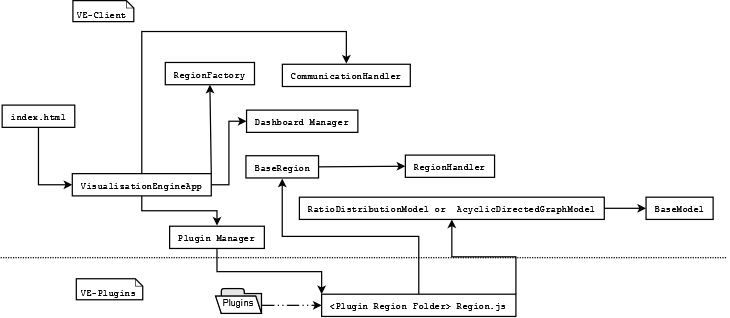 VE-Client
RegionFactory
CommunicationHandler
index.html
Dashboard Manager
BaseRegion
RegionHandler
VisualizationEngineApp
RatioDistributionModel or AcyclicDirectedGraphModel
BaseModel
Plugin Manager
VE-Plugins
Plugins
<Plugin Region Folder> Region.js